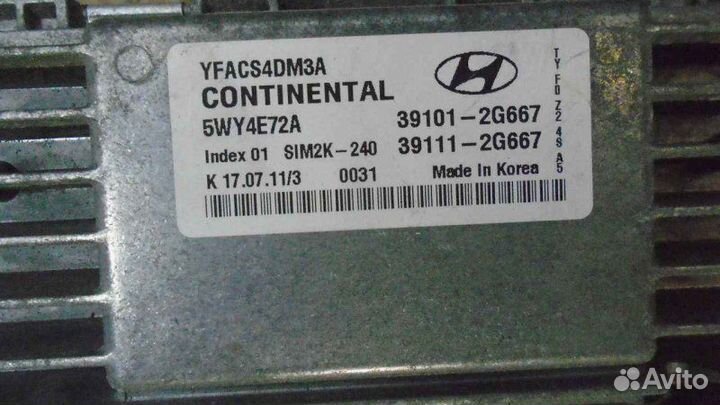 YFACS4DM3A
CONTINENTAL
5WY4E72A 39101-2G667
Index 01 SIM2K-240 39111-2G667
K 17.07.11/3 0031 Made In Korea
TY F0 Z2 4S A5
Avito